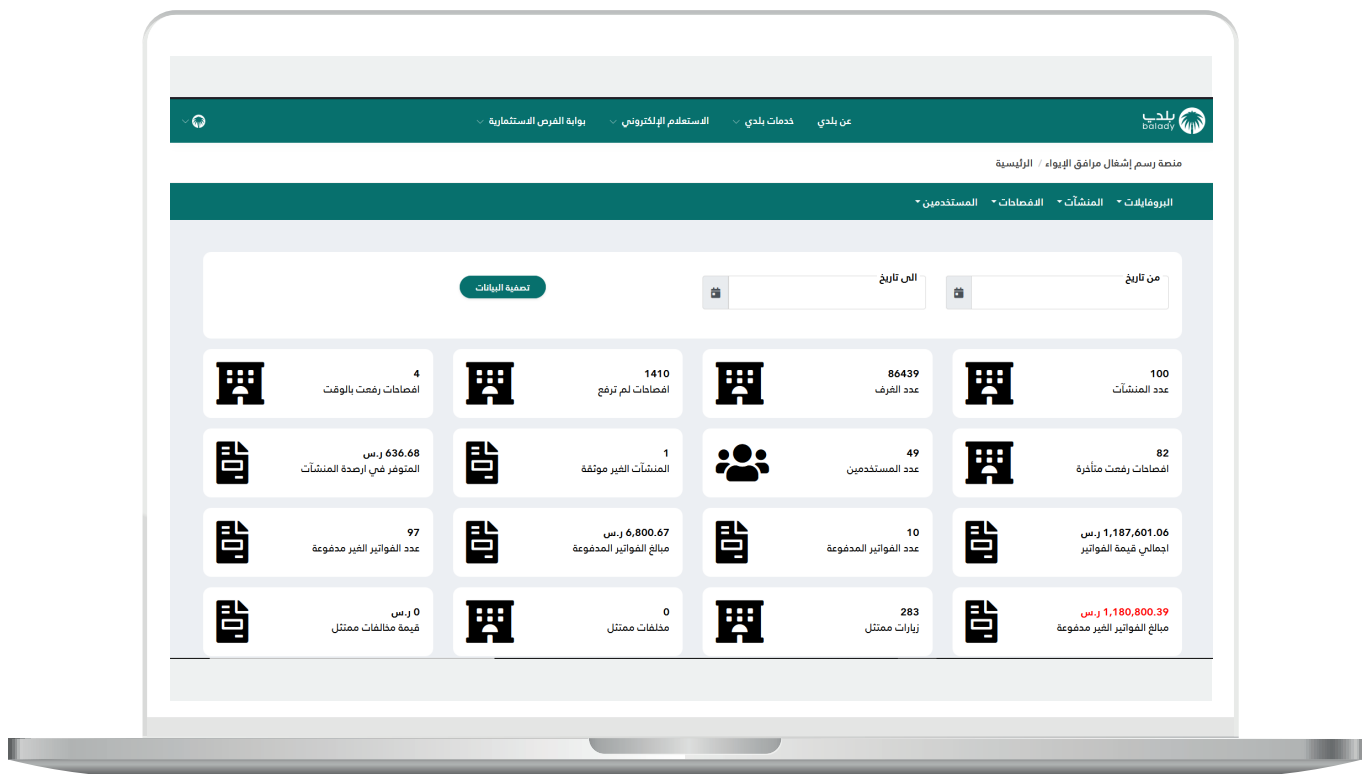 بلدي
balady
عن بلدي
خدمات بلدي
الاستعلام الإلكتروني
بوابة الفرص الاستثمارية
منصة رسم إشغال مرافق الإيواء / الرئيسية
البروفايلات
المنشآت
الافصاحات
المستخدمين
من تاريخ
الى تاريخ
تصفية البيانات
100
عدد المنشآت
86439
عدد الغرف
1410
افصاحات لم ترفع
4
افصاحات رفعت بالوقت
82
افصاحات رفعت متأخرة
49
عدد المستخدمين
1
المنشآت الغير موثقة
636.68 ر.س
المتوفر في ارصدة المنشآت
1,187,601.06 ر.س
اجمالي قيمة الفواتير
10
عدد الفواتير المدفوعة
6,800.67 ر.س
مبالغ الفواتير المدفوعة
97
عدد الفواتير الغير مدفوعة
1,180,800.39 ر.س
مبالغ الفواتير الغير مدفوعة
283
زيارات ممتثل
0
مخلفات ممتثل
0 ر.س
قيمة مخالفات ممتثل